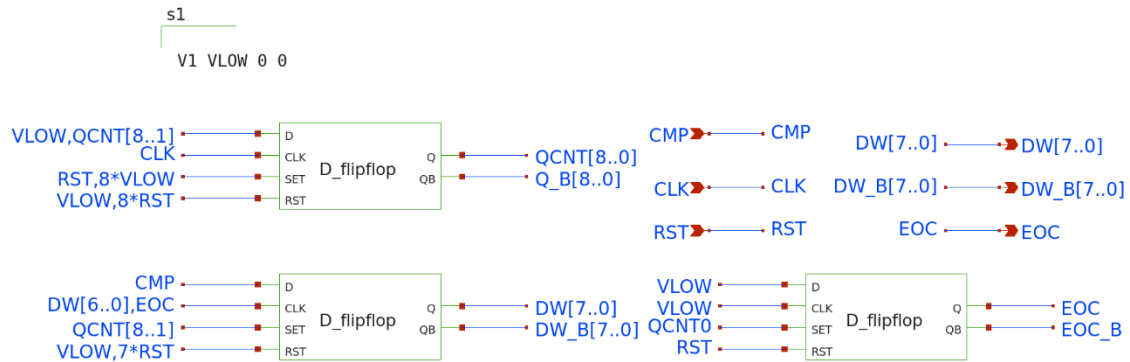 s1
V1 VLOW 0 0
VLOW,QCNT[8..1]
CLK
RST,8*VLOW
VLOW,8*RST
D
CLK
SET
RST
D_flipflop
Q
QB
QCNT[8..0]
Q_B[8..0]
CMP
CMP
CLK
CLK
RST
RST
DW[7..0]
DW[7..0]
DW_B[7..0]
DW_B[7..0]
EOC
EOC
CMP
DW[6..0],EOC
QCNT[8..1]
VLOW,7*RST
D
CLK
SET
RST
D_flipflop
Q
QB
DW[7..0]
DW_B[7..0]
VLOW
VLOW
QCNT0
RST
D
CLK
SET
RST
D_flipflop
Q
QB
EOC
EOC_B